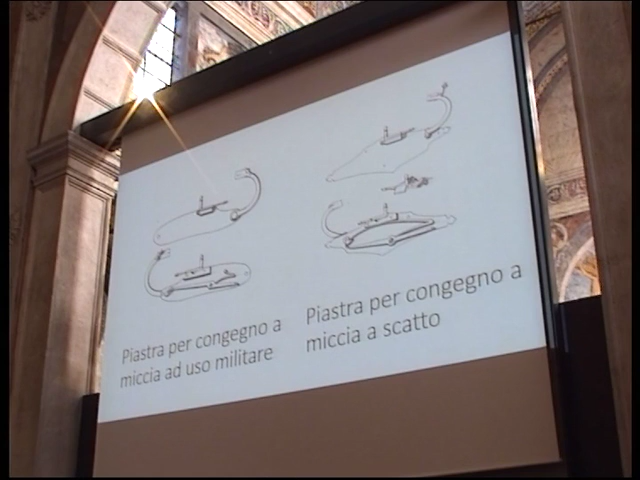 Piastra per congegno a
miccia ad uso militare
Piastra per congegno a
miccia a scatto